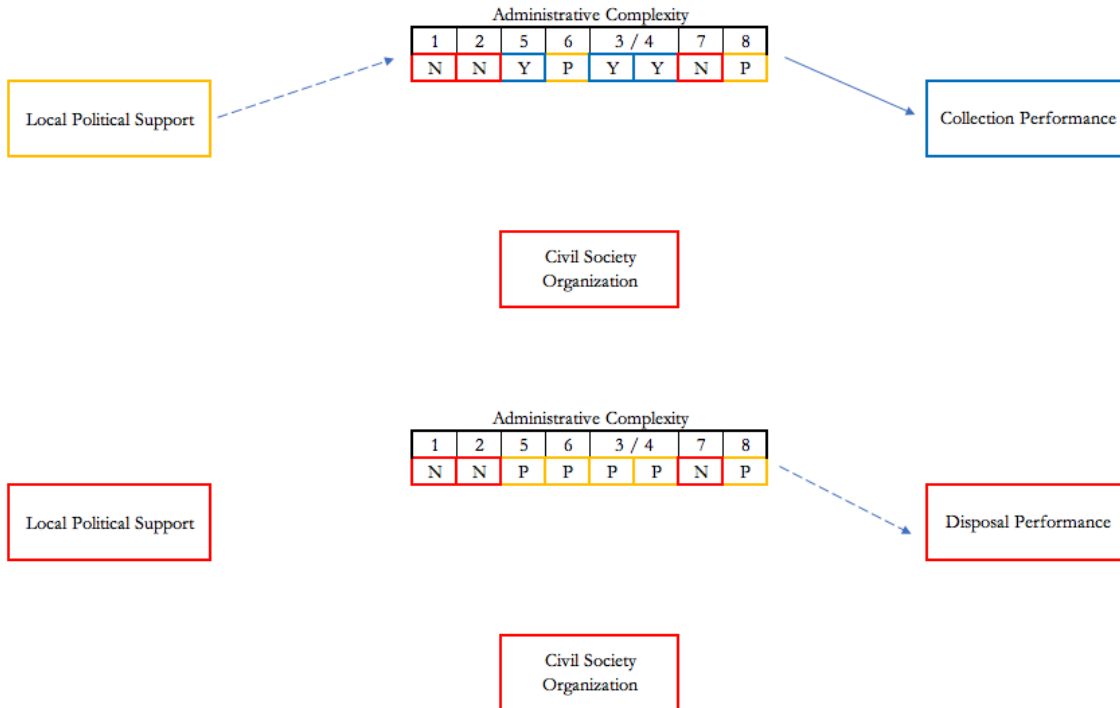 Administrative Complexity
1 2 5 6 3 / 4 7 8
N N Y P Y Y N P
Local Political Support
Collection Performance
Civil Society
Organization
Administrative Complexity
1 2 5 6 3 / 4 7 8
N N P P P P N P
Local Political Support
Disposal Performance
Civil Society
Organization